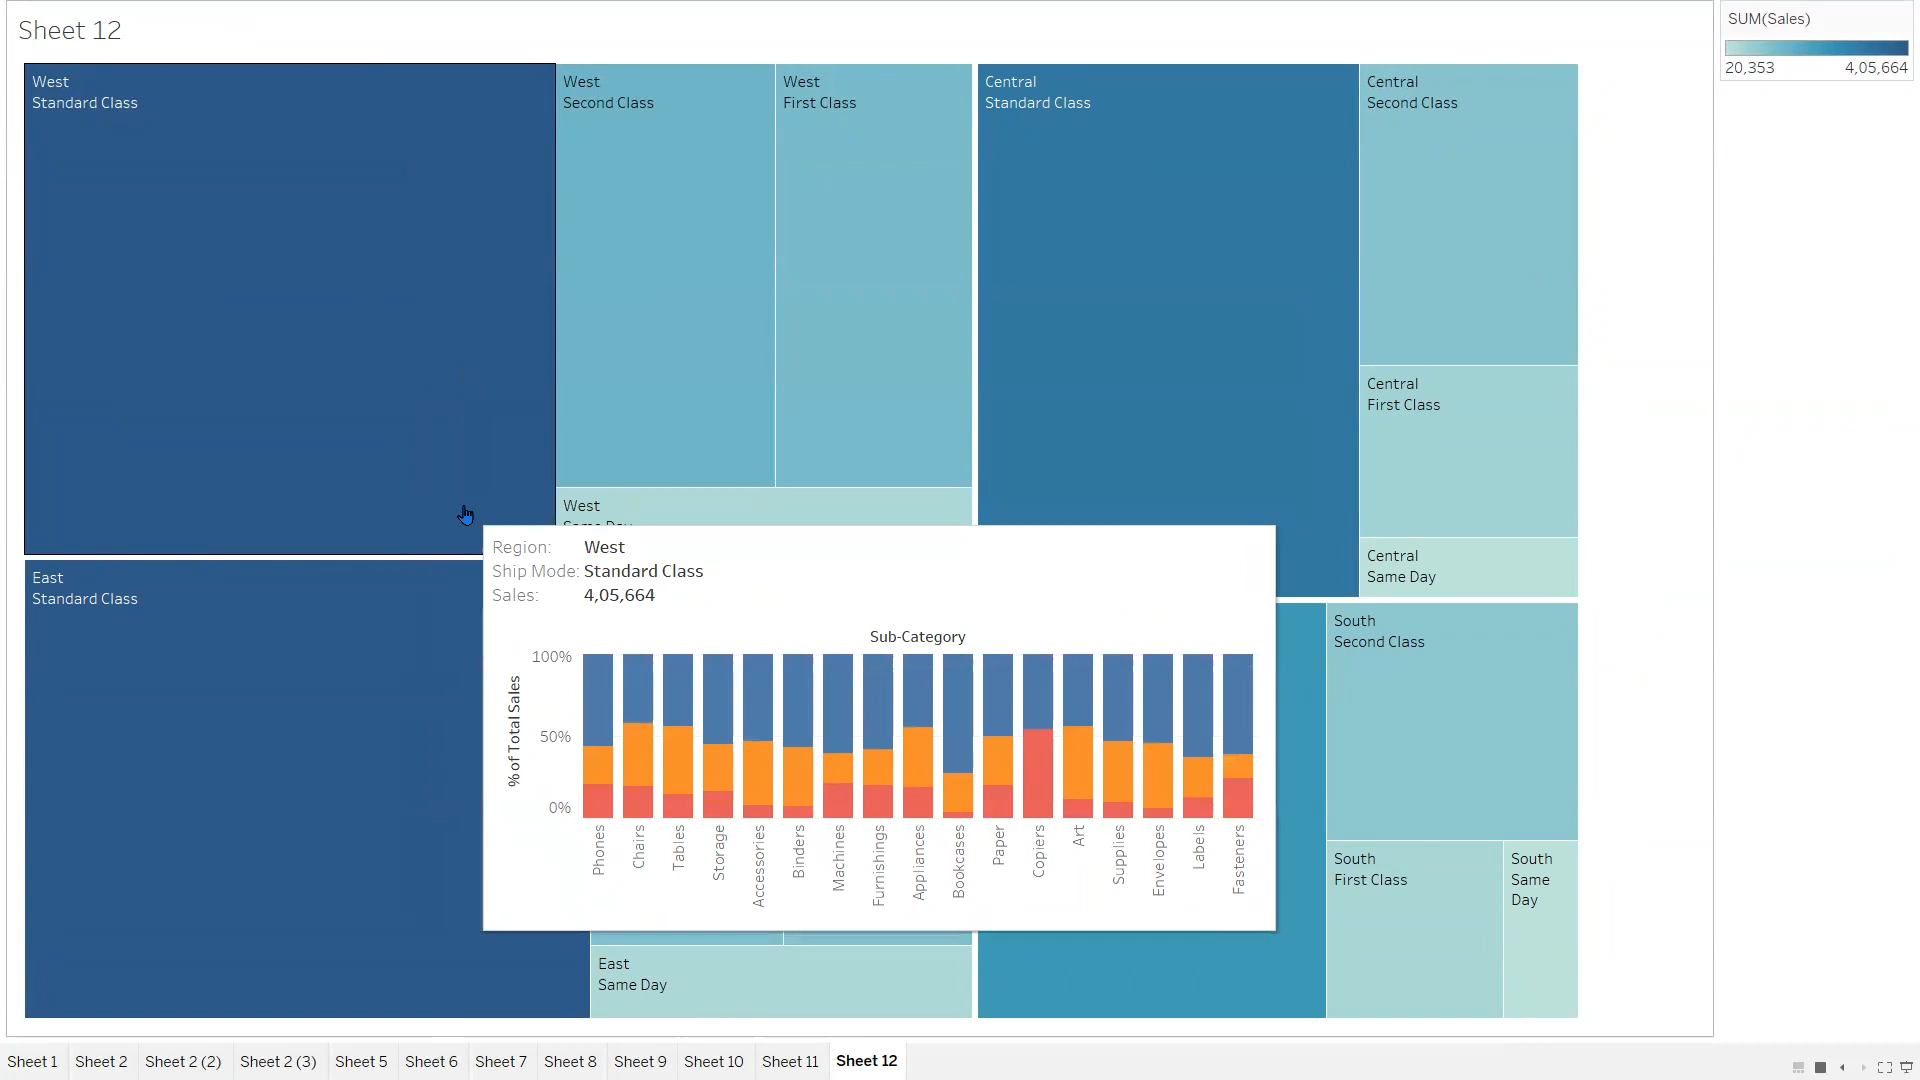 Sheet 12
SUM(Sales)
20,353 4,05,664
West
Standard Class
West
Second Class
West
First Class
Central
Standard Class
Central
Second Class
Central
First Class
Central
Same Day
West
Same Day
East
Standard Class
Region: West
Ship Mode: Standard Class
Sales: 4,05,664
Sub-Category
% of Total Sales
100%
50%
0%
Phones
Chairs
Tables
Storage
Accessories
Binders
Machines
Furnishings
Appliances
Bookcases
Paper
Copiers
Art
Supplies
Envelopes
Labels
Fasteners
South
Second Class
South
First Class
South
Same
Day
East
Same Day
Sheet 1 Sheet 2 Sheet 2 (2) Sheet 2 (3) Sheet 5 Sheet 6 Sheet 7 Sheet 8 Sheet 9 Sheet 10 Sheet 11 Sheet 12